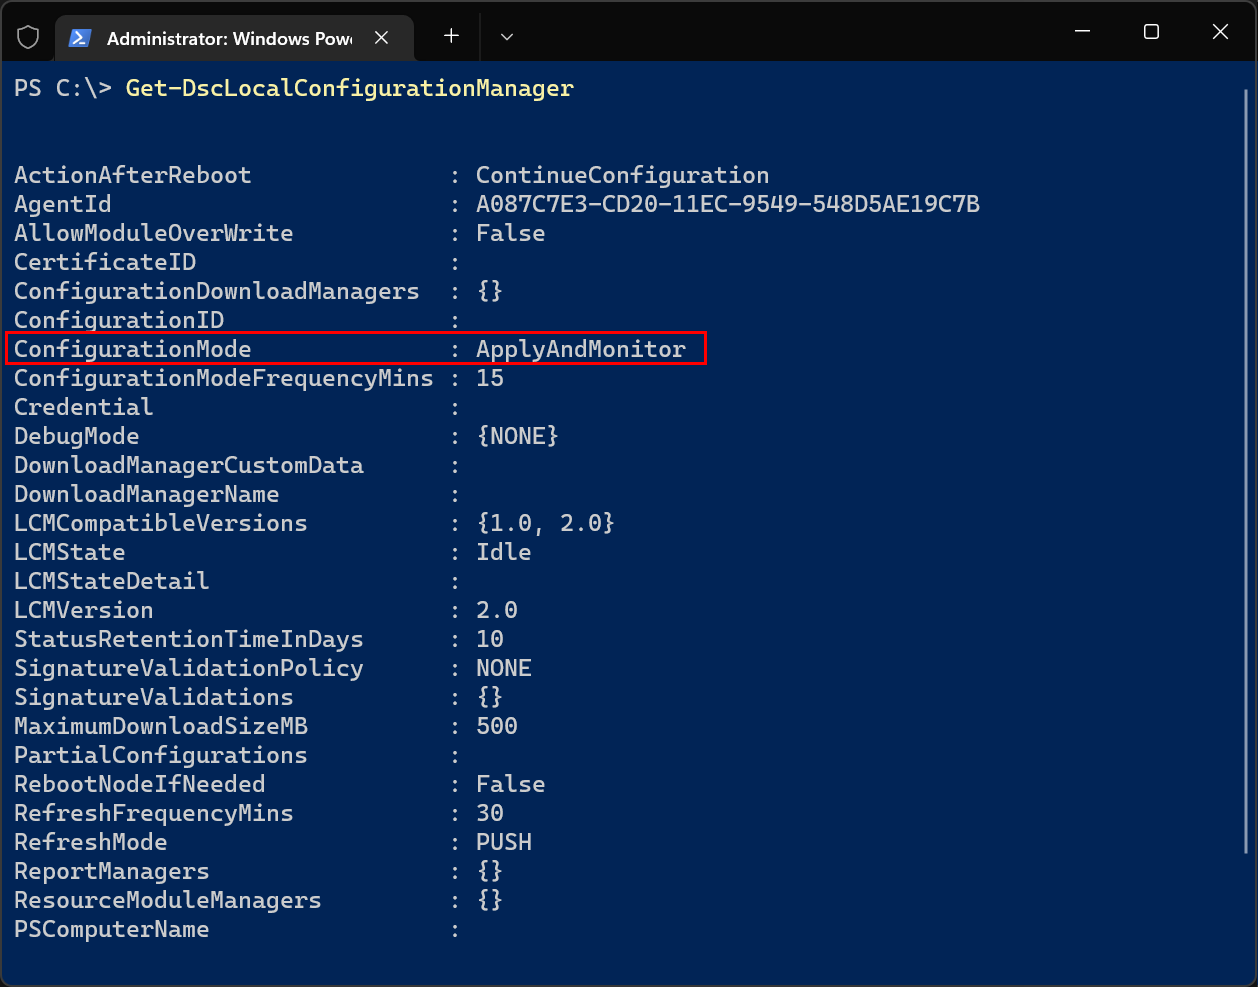 Administrator: Windows Powe
PS C:\> Get-DscLocalConfigurationManager
ActionAfterReboot : ContinueConfiguration
AgentId : A087C7E3-CD20-11EC-9549-548D5AE19C7B
AllowModuleOverWrite : False
CertificateID :
ConfigurationDownloadManagers : {}
ConfigurationID :
ConfigurationMode : ApplyAndMonitor
ConfigurationModeFrequencyMins : 15
Credential :
DebugMode : {NONE}
DownloadManagerCustomData :
DownloadManagerName :
LCMCompatibleVersions : {1.0, 2.0}
LCMState : Idle
LCMStateDetail :
LCMVersion : 2.0
StatusRetentionTimeInDays : 10
SignatureValidationPolicy : NONE
SignatureValidations : {}
MaximumDownloadSizeMB : 500
PartialConfigurations :
RebootNodeIfNeeded : False
RefreshFrequencyMins : 30
RefreshMode : PUSH
ReportManagers : {}
ResourceModuleManagers : {}
PSComputerName :